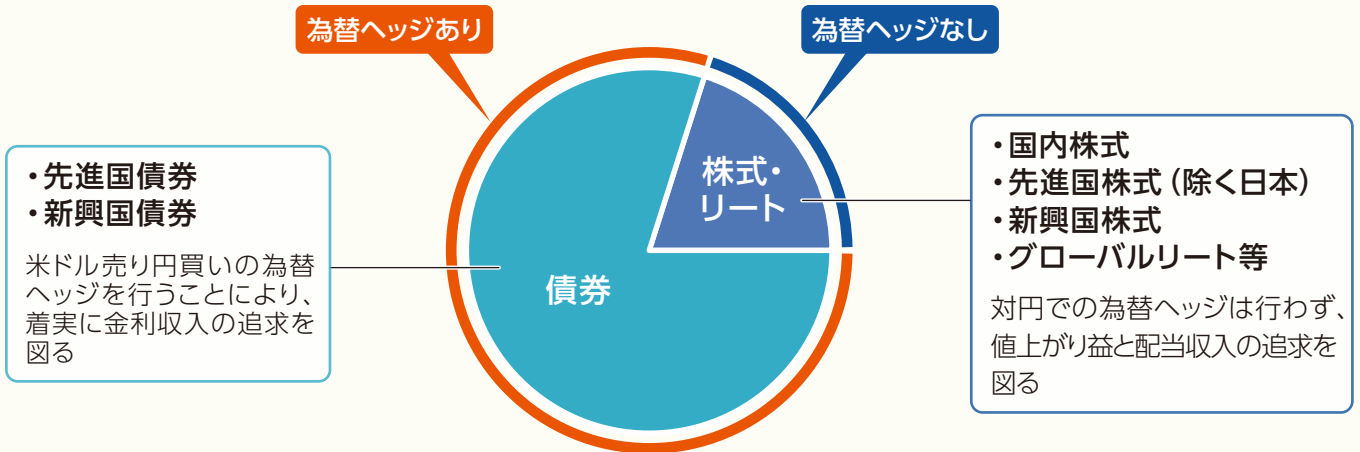 為替ヘッジあり
為替ヘッジなし
・先進国債券
・新興国債券
米ドル売り円買いの為替
ヘッジを行うことにより、
着実に金利収入の追求を
図る
債券
株式・
リート
・国内株式
・先進国株式（除く日本）
・新興国株式
・グローバルリート等
対円での為替ヘッジは行わず、
値上がり益と配当収入の追求を
図る